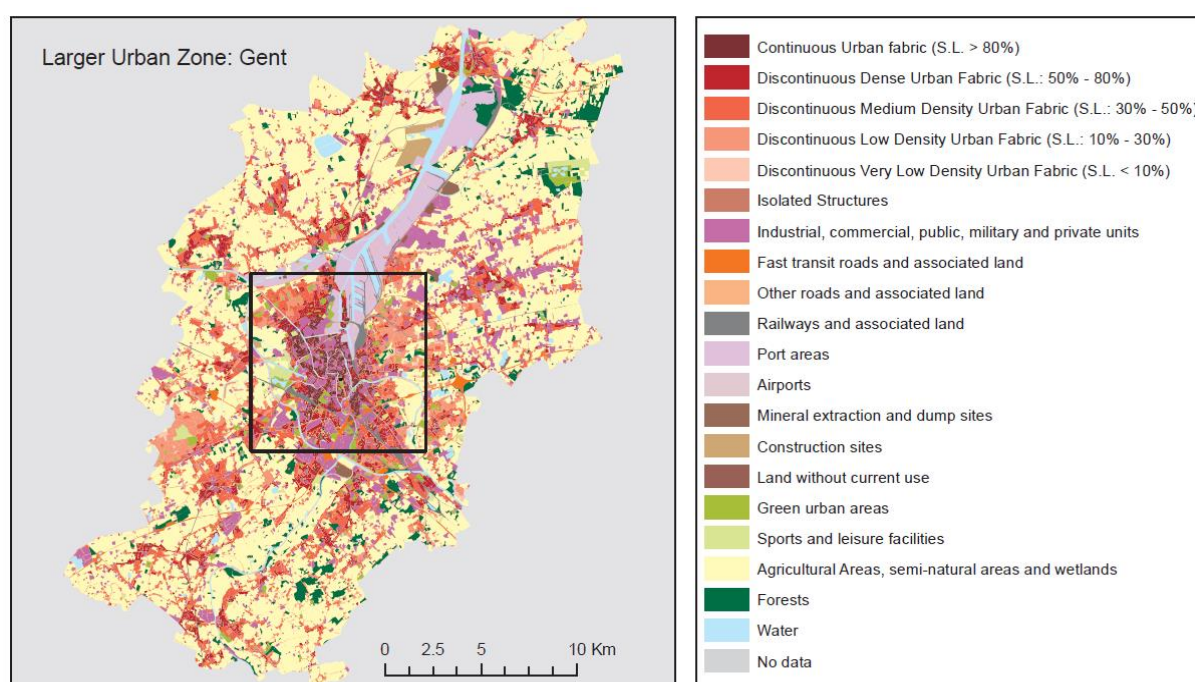 Larger Urban Zone: Gent
0 2.5 5 10 Km
Continuous Urban fabric (S.L. > 80%)
Discontinuous Dense Urban Fabric (S.L.: 50% - 80%)
Discontinuous Medium Density Urban Fabric (S.L.: 30% - 50%)
Discontinuous Low Density Urban Fabric (S.L.: 10% - 30%)
Discontinuous Very Low Density Urban Fabric (S.L. < 10%)
Isolated Structures
Industrial, commercial, public, military and private units
Fast transit roads and associated land
Other roads and associated land
Railways and associated land
Port areas
Airports
Mineral extraction and dump sites
Construction sites
Land without current use
Green urban areas
Sports and leisure facilities
Agricultural Areas, semi-natural areas and wetlands
Forests
Water
No data